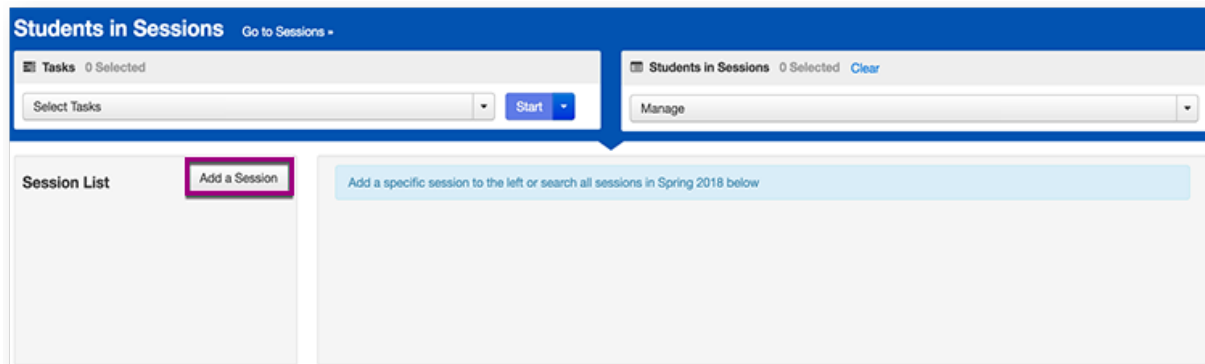 Students in Sessions Go to Sessions »
Tasks 0 Selected
Select Tasks
Start
Students in Sessions 0 Selected Clear
Manage
Session List
Add a Session
Add a specific session to the left or search all sessions in Spring 2018 below